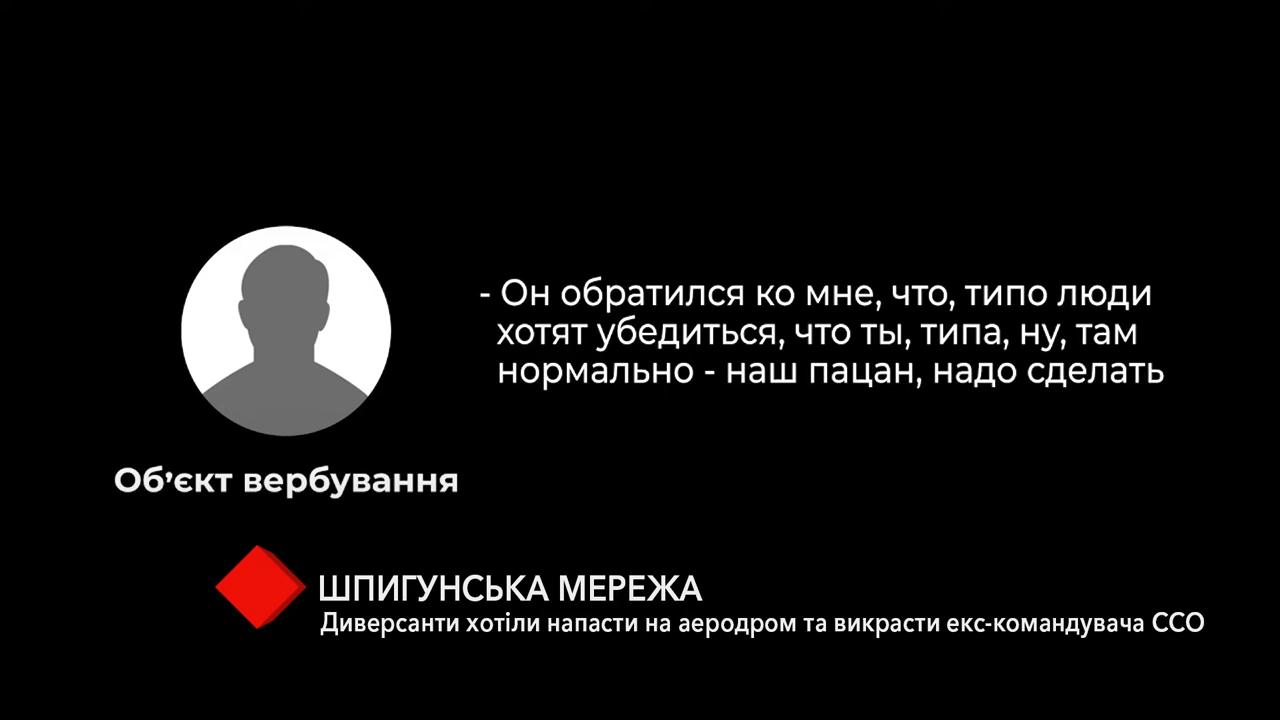 - Он обратился ко мне, что, типо люди
хотят убедиться, что ты, типа, ну, там
нормально - наш пацан, надо сделать
Об’єкт вербування
ШПИГУНСЬКА МЕРЕЖА
Диверсанти хотіли напасти на аеродром та викрасти екс-командувача ССО